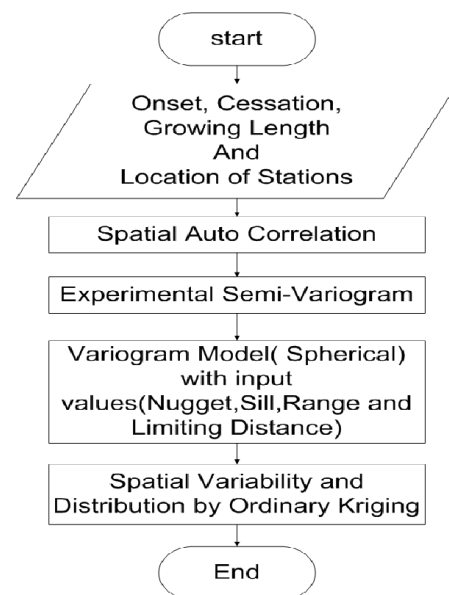 start
Onset, Cessation,
Growing Length
And
Location of Stations
Spatial Auto Correlation
Experimental Semi-Variogram
Variogram Model( Spherical)
with input
values(Nugget,Sill,Range and
Limiting Distance)
Spatial Variability and
Distribution by Ordinary Kriging
End